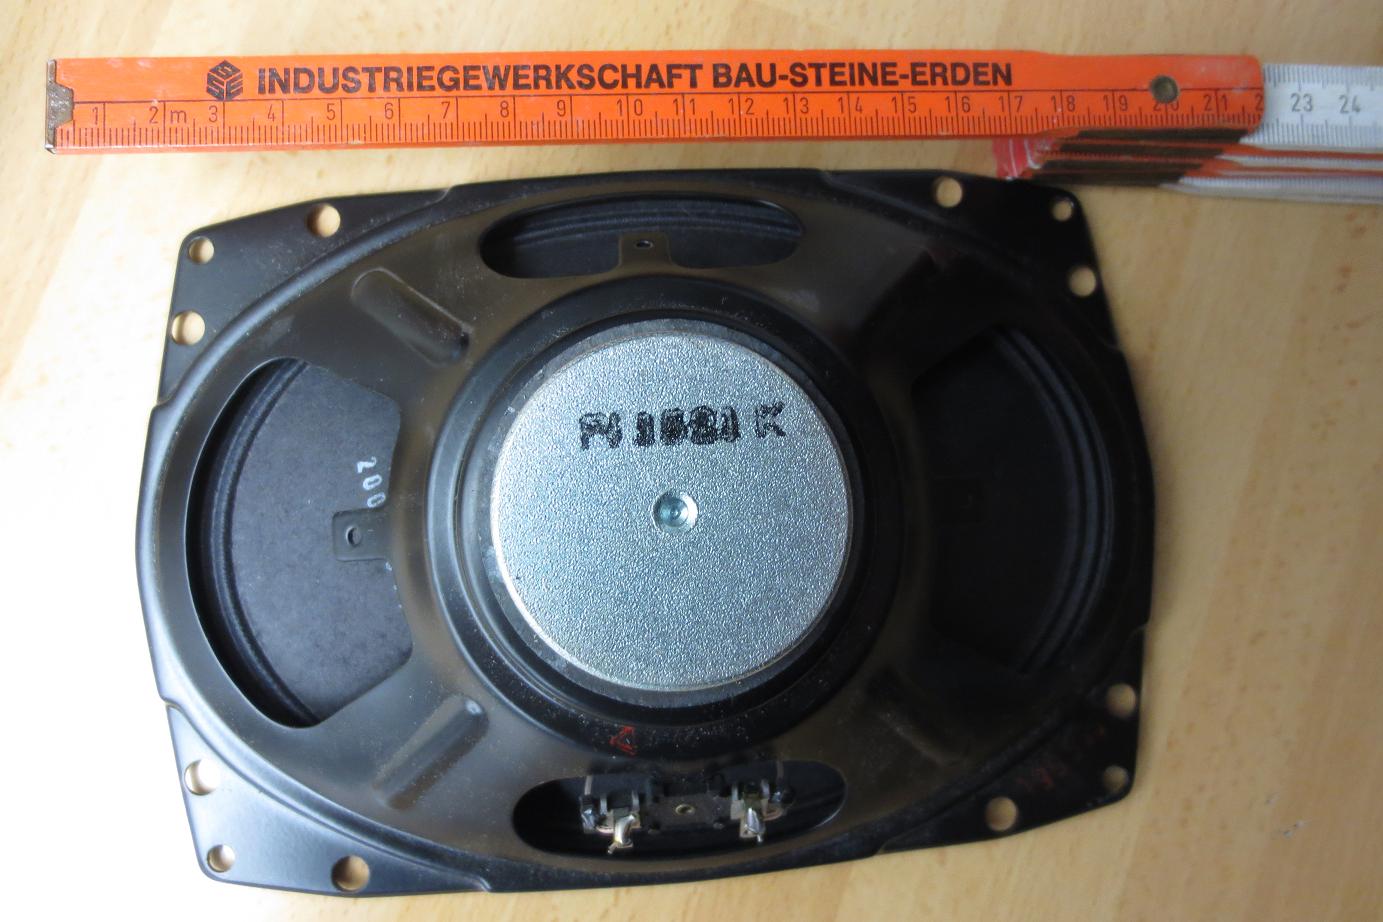 INDUSTRIEGEWERKSCHAFT BAU-STEINE-ERDEN
1 2m 3 4 5 6 7 8 9 10 11 12 13 14 15 16 17 18 19 20 21 2 23 24
K
200